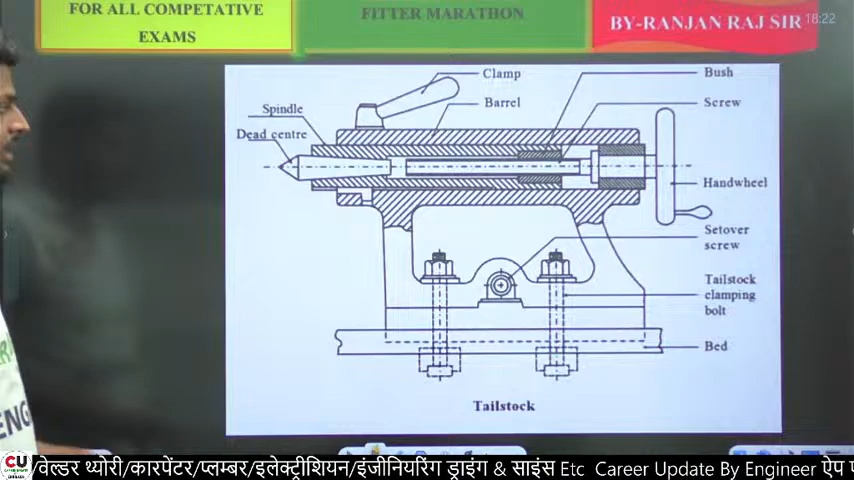 FOR ALL COMPETATIVE
EXAMS
FITTER MARATHON
BY-RANJAN RAJ SIR
18:22
Clamp
Bush
Spindle
Barrel
Screw
Dead centre
Handwheel
Setover
screw
Tailstock
clamping
bolt
Bed
Tailstock
ENG
CU
/वेल्डर थ्योरी/कारपेंटर/प्लम्बर/इलेक्ट्रीशियन/इंजीनियरिंग ड्राइंग & साइंस Etc Career Update By Engineer ऐप